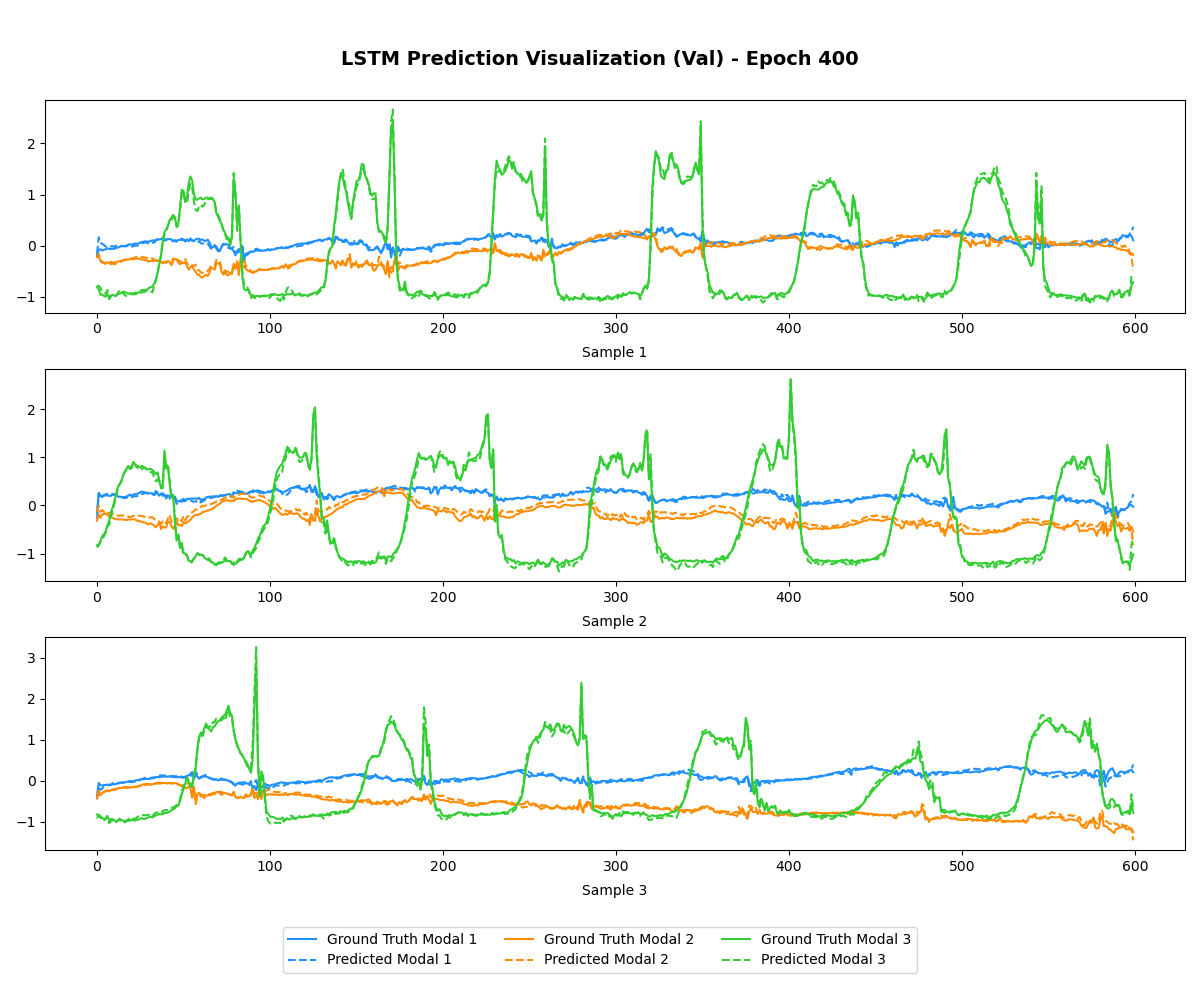 LSTM Prediction Visualization (Val) - Epoch 400
2
1
0
−1
0 100 200 300 400 500 600
Sample 1
2
1
0
−1
0 100 200 300 400 500 600
Sample 2
3
2
1
0
−1
0 100 200 300 400 500 600
Sample 3
Ground Truth Modal 1 Ground Truth Modal 2 Ground Truth Modal 3
Predicted Modal 1 Predicted Modal 2 Predicted Modal 3